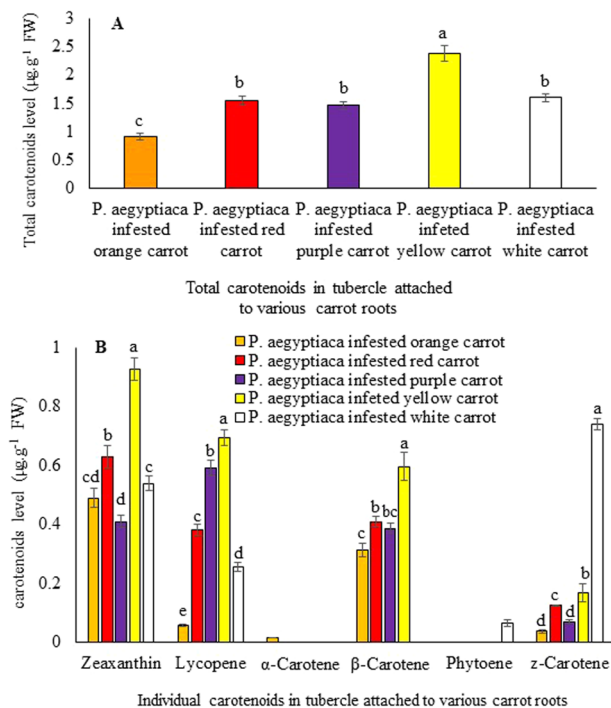 A
Total carotenoids level (µg.g⁻¹ FW)
3
2.5
2
1.5
1
0.5
0
c
b
b
a
b
P. aegyptiaca P. aegyptiaca P. aegyptiaca P. aegyptiaca P. aegyptiaca
infested infested red infested infeted infested
orange carrot carrot purple carrot yellow carrot white carrot
Total carotenoids in tubercle attached
to various carrot roots
B
P. aegyptiaca infested orange carrot
P. aegyptiaca infested red carrot
P. aegyptiaca infested purple carrot
P. aegyptiaca infeted yellow carrot
P. aegyptiaca infested white carrot
carotenoids level (µg.g⁻¹ FW)
1
0.8
0.6
0.4
0.2
0
cd
b
d
a
c
e
c
b
a
d
c
b
bc
a
d
c
d
b
a
Zeaxanthin Lycopene α-Carotene β-Carotene Phytoene z-Carotene
Individual carotenoids in tubercle attached to various carrot roots